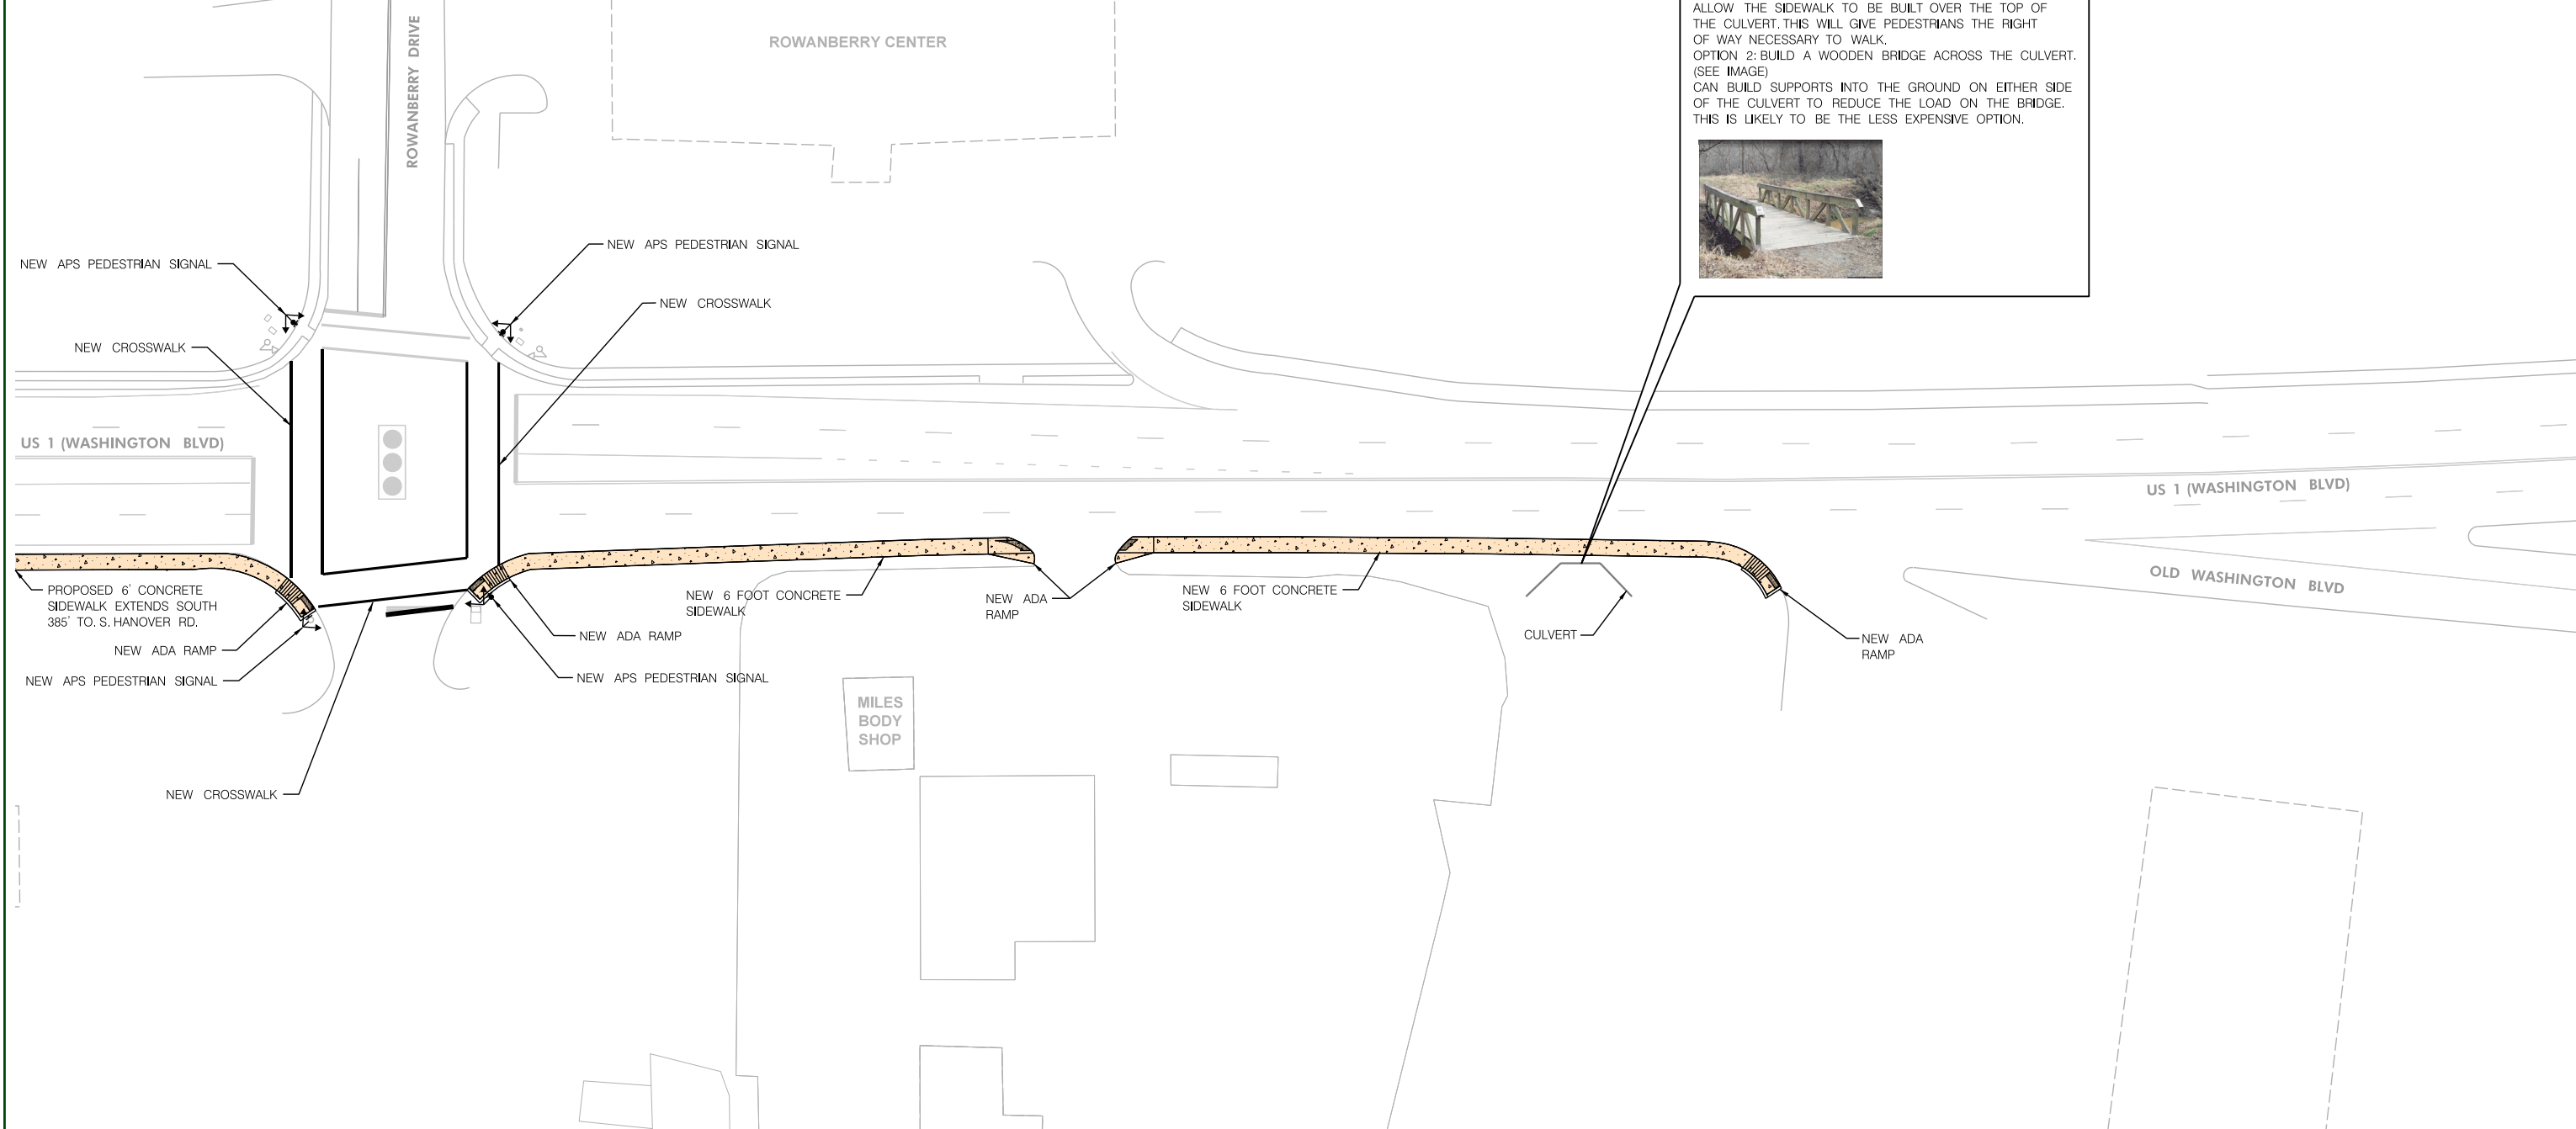 ALLOW THE SIDEWALK TO BE BUILT OVER THE TOP OF
THE CULVERT. THIS WILL GIVE PEDESTRIANS THE RIGHT
OF WAY NECESSARY TO WALK.
OPTION 2: BUILD A WOODEN BRIDGE ACROSS THE CULVERT.
(SEE IMAGE)
CAN BUILD SUPPORTS INTO THE GROUND ON EITHER SIDE
OF THE CULVERT TO REDUCE THE LOAD ON THE BRIDGE.
THIS IS LIKELY TO BE THE LESS EXPENSIVE OPTION.
ROWANBERRY DRIVE
ROWANBERRY CENTER
NEW APS PEDESTRIAN SIGNAL
NEW APS PEDESTRIAN SIGNAL
NEW CROSSWALK
NEW CROSSWALK
US 1 (WASHINGTON BLVD)
US 1 (WASHINGTON BLVD)
OLD WASHINGTON BLVD
PROPOSED 6' CONCRETE
SIDEWALK EXTENDS SOUTH
385' TO. S. HANOVER RD.
NEW ADA RAMP
NEW APS PEDESTRIAN SIGNAL
NEW 6 FOOT CONCRETE
SIDEWALK
NEW ADA RAMP
NEW APS PEDESTRIAN SIGNAL
NEW ADA
RAMP
NEW 6 FOOT CONCRETE
SIDEWALK
CULVERT
NEW ADA
RAMP
MILES
BODY
SHOP
NEW CROSSWALK